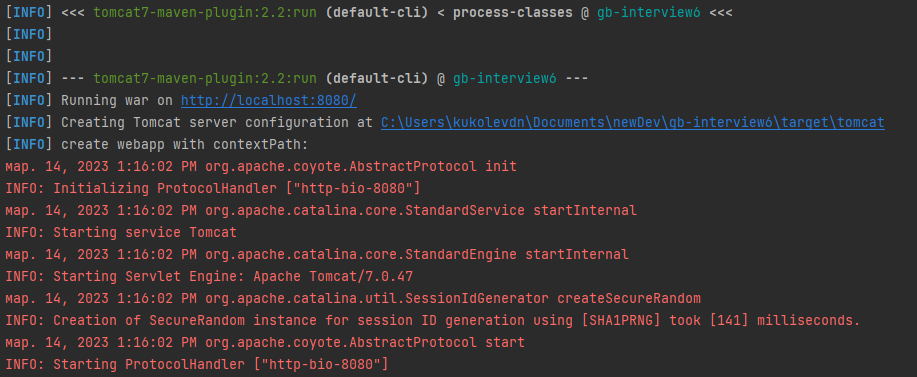 [INFO] <<< tomcat7-maven-plugin:2.2:run (default-cli) < process-classes @ gb-interview6 <<<
[INFO]
[INFO]
[INFO] --- tomcat7-maven-plugin:2.2:run (default-cli) @ gb-interview6 ---
[INFO] Running war on http://localhost:8080/
[INFO] Creating Tomcat server configuration at C:\Users\kukolevdn\Documents\newDev\gb-interview6\target\tomcat
[INFO] create webapp with contextPath:
мар. 14, 2023 1:16:02 PM org.apache.coyote.AbstractProtocol init
INFO: Initializing ProtocolHandler ["http-bio-8080"]
мар. 14, 2023 1:16:02 PM org.apache.catalina.core.StandardService startInternal
INFO: Starting service Tomcat
мар. 14, 2023 1:16:02 PM org.apache.catalina.core.StandardEngine startInternal
INFO: Starting Servlet Engine: Apache Tomcat/7.0.47
мар. 14, 2023 1:16:02 PM org.apache.catalina.util.SessionIdGenerator createSecureRandom
INFO: Creation of SecureRandom instance for session ID generation using [SHA1PRNG] took [141] milliseconds.
мар. 14, 2023 1:16:02 PM org.apache.coyote.AbstractProtocol start
INFO: Starting ProtocolHandler ["http-bio-8080"]